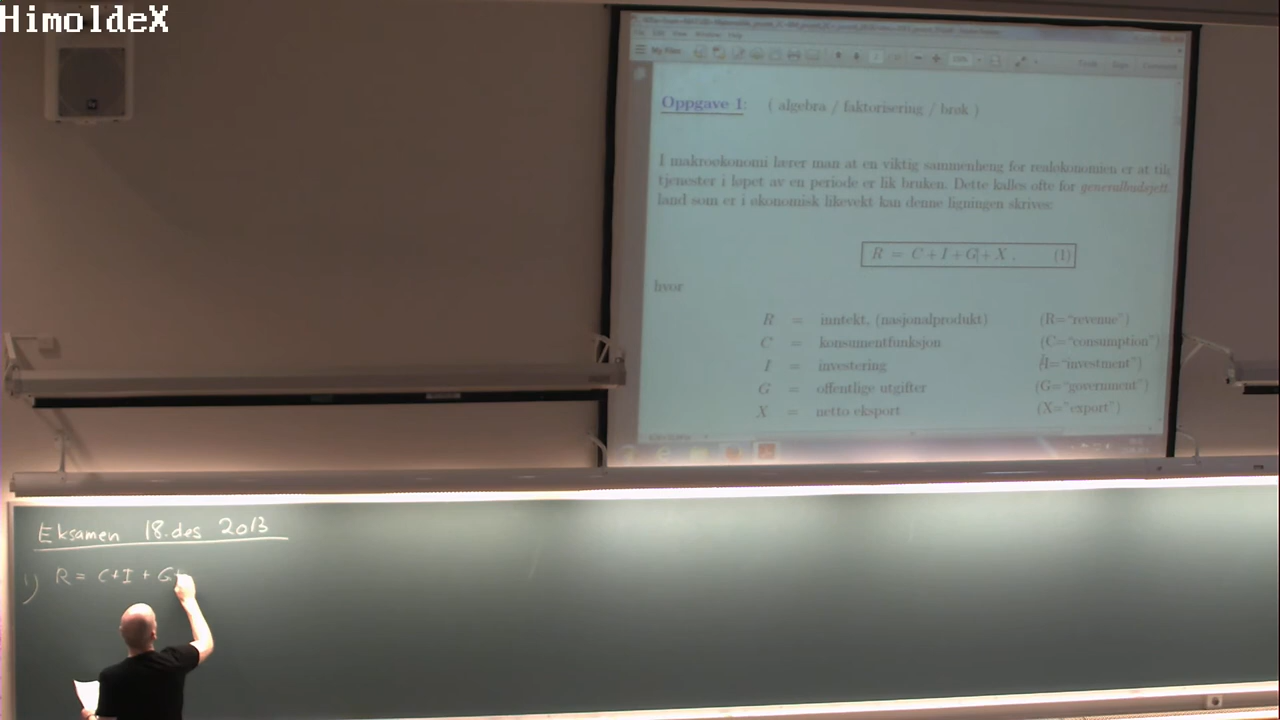 HimoldeX
My Files
Oppgave 1: ( algebra / faktorisering / brøk )
I makroøkonomi lærer man at en viktig sammenheng for realøkonomien er at til
tjenester i løpet av en periode er lik bruken. Dette kalles ofte for generalbudsjett
land som er i økonomisk likevekt kan denne ligningen skrives:
R = C + I + G + X , (1)
hvor
R = inntekt, (nasjonalprodukt) (R="revenue")
C = konsumentfunksjon (C="consumption")
I = investering (I="investment")
G = offentlige utgifter (G="government")
X = netto eksport (X="export")
Eksamen 18. des 2013
1) R = C+I + G+